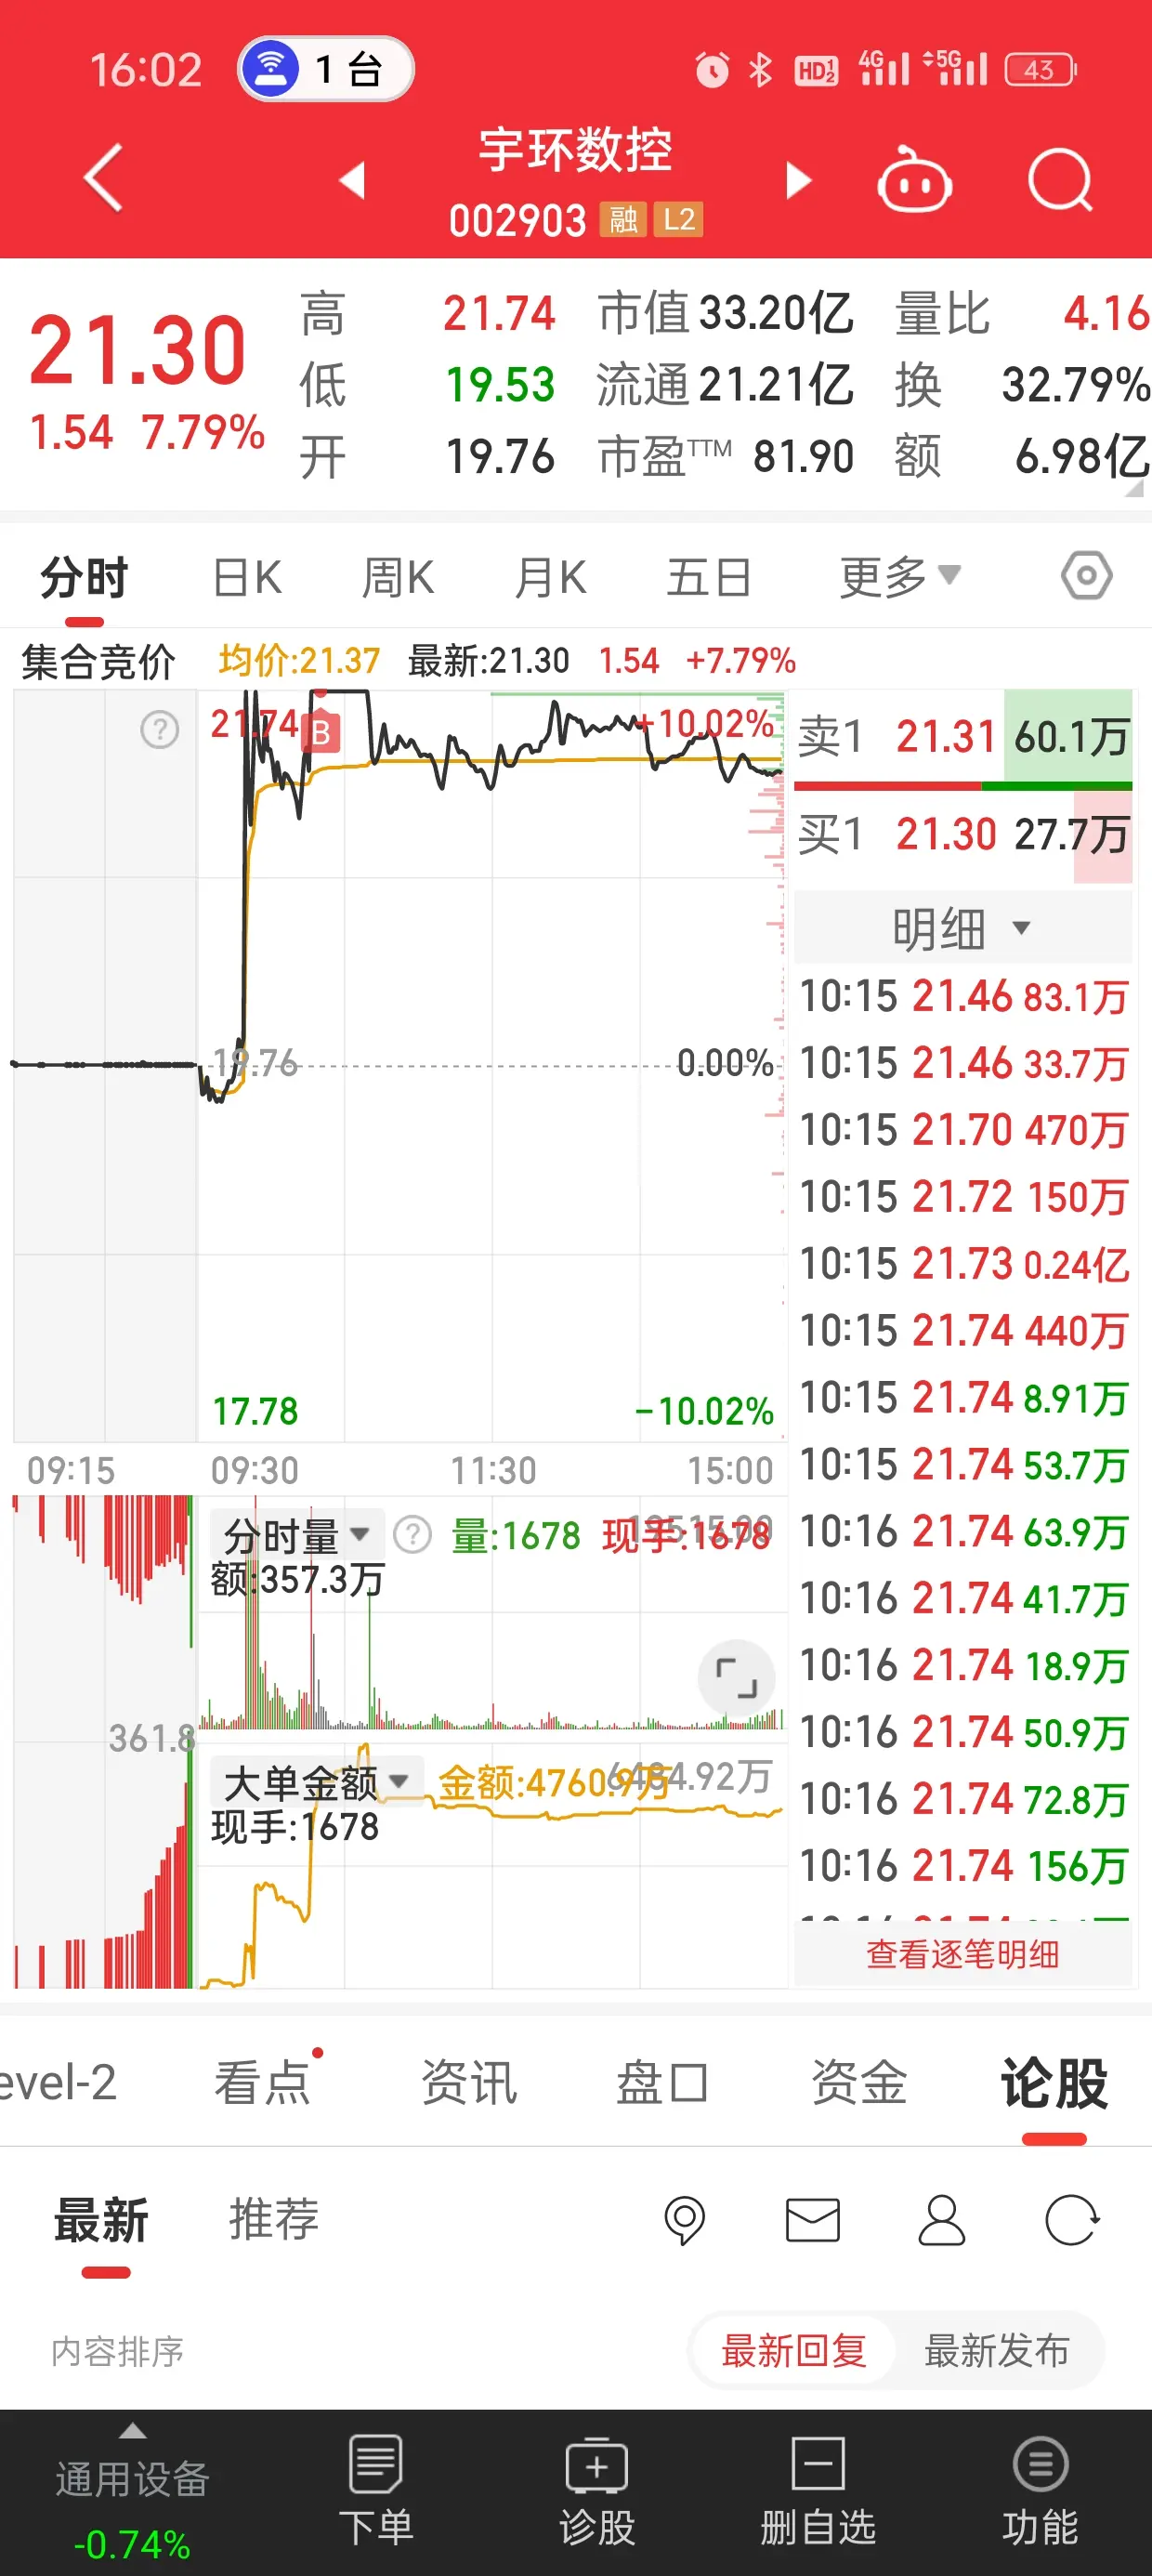 16:02 1 台 HD 1 2 4G 5G 43
宇环数控
002903 融 L2
21.30
1.54 7.79%
高 21.74 市值 33.20亿 量比 4.16
低 19.53 流通 21.21亿 换 32.79%
开 19.76 市盈TTM 81.90 额 6.98亿
分时 日K 周K 月K 五日 更多
集合竞价 均价:21.37 最新:21.30 1.54 +7.79%
21.74 B +10.02%
19.76 0.00%
17.78 -10.02%
09:15 09:30 11:30 15:00
卖1 21.31 60.1万
买1 21.30 27.7万
明细
10:15 21.46 83.1万
10:15 21.46 33.7万
10:15 21.70 470万
10:15 21.72 150万
10:15 21.73 0.24亿
10:15 21.74 440万
10:15 21.74 8.91万
10:15 21.74 53.7万
10:16 21.74 63.9万
10:16 21.74 41.7万
10:16 21.74 18.9万
10:16 21.74 50.9万
10:16 21.74 72.8万
10:16 21.74 156万
查看逐笔明细
分时量 ? 量:1678 现手:1678
额:357.3万
361.8
大单金额 金额:4760.9万
现手:1678
evel-2 看点 资讯 盘口 资金 论股
最新 推荐
内容排序 最新回复 最新发布
通用设备
-0.74%
下单 诊股 删自选 功能